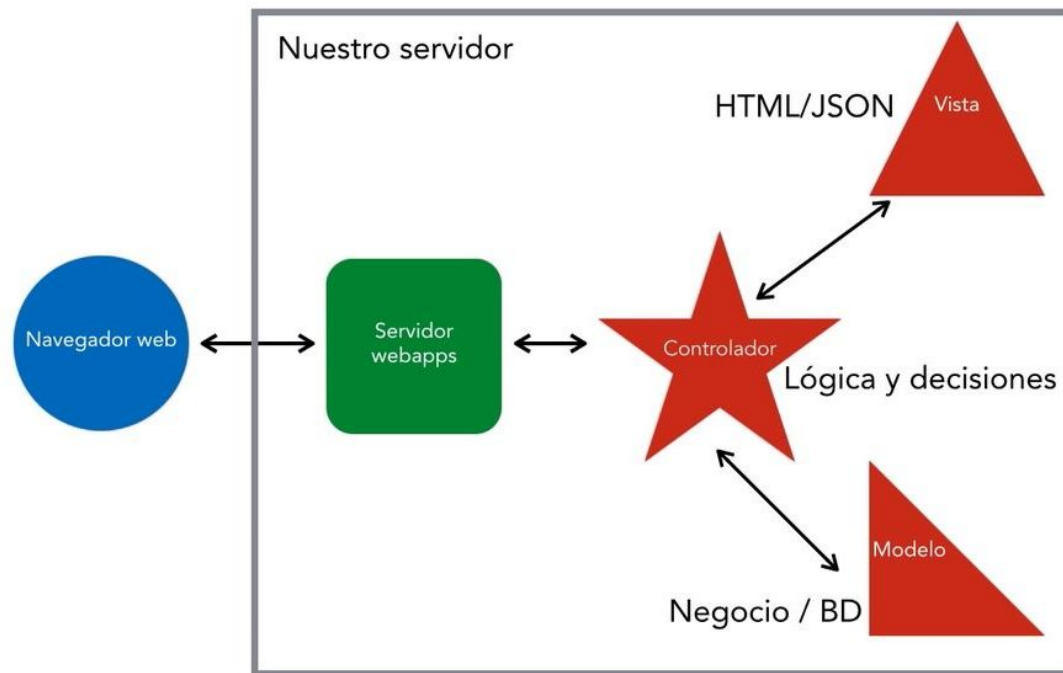 Nuestro servidor
HTML/JSON
Vista
Navegador web
Servidor
webapps
Controlador
Lógica y decisiones
Modelo
Negocio / BD